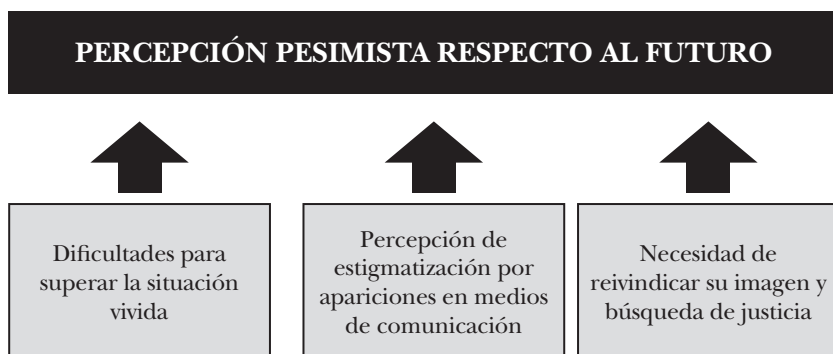 PERCEPCIÓN PESIMISTA RESPECTO AL FUTURO
Dificultades para
superar la situación
vivida
Percepción de
estigmatización por
apariciones en medios
de comunicación
Necesidad de
reivindicar su imagen y
búsqueda de justicia